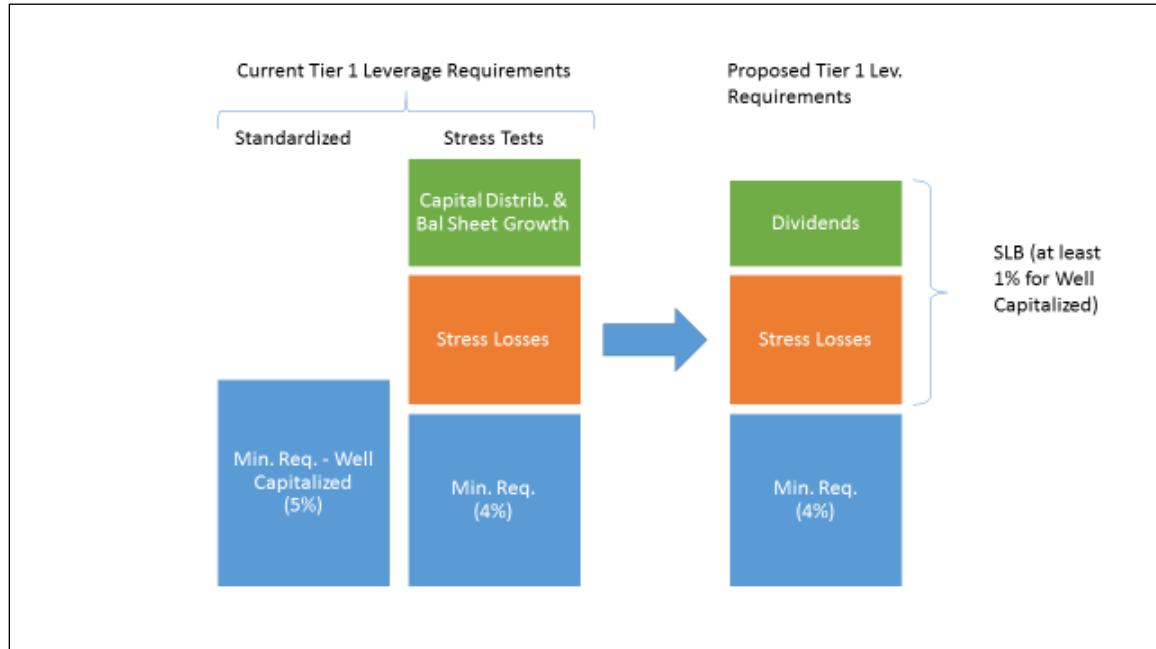 Current Tier 1 Leverage Requirements
Proposed Tier 1 Lev.
Requirements
Standardized
Stress Tests
Capital Distrib. &
Bal Sheet Growth
Dividends
SLB (at least
1% for Well
Capitalized)
Stress Losses
Stress Losses
Min. Req. - Well
Capitalized
(5%)
Min. Req.
(4%)
Min. Req.
(4%)